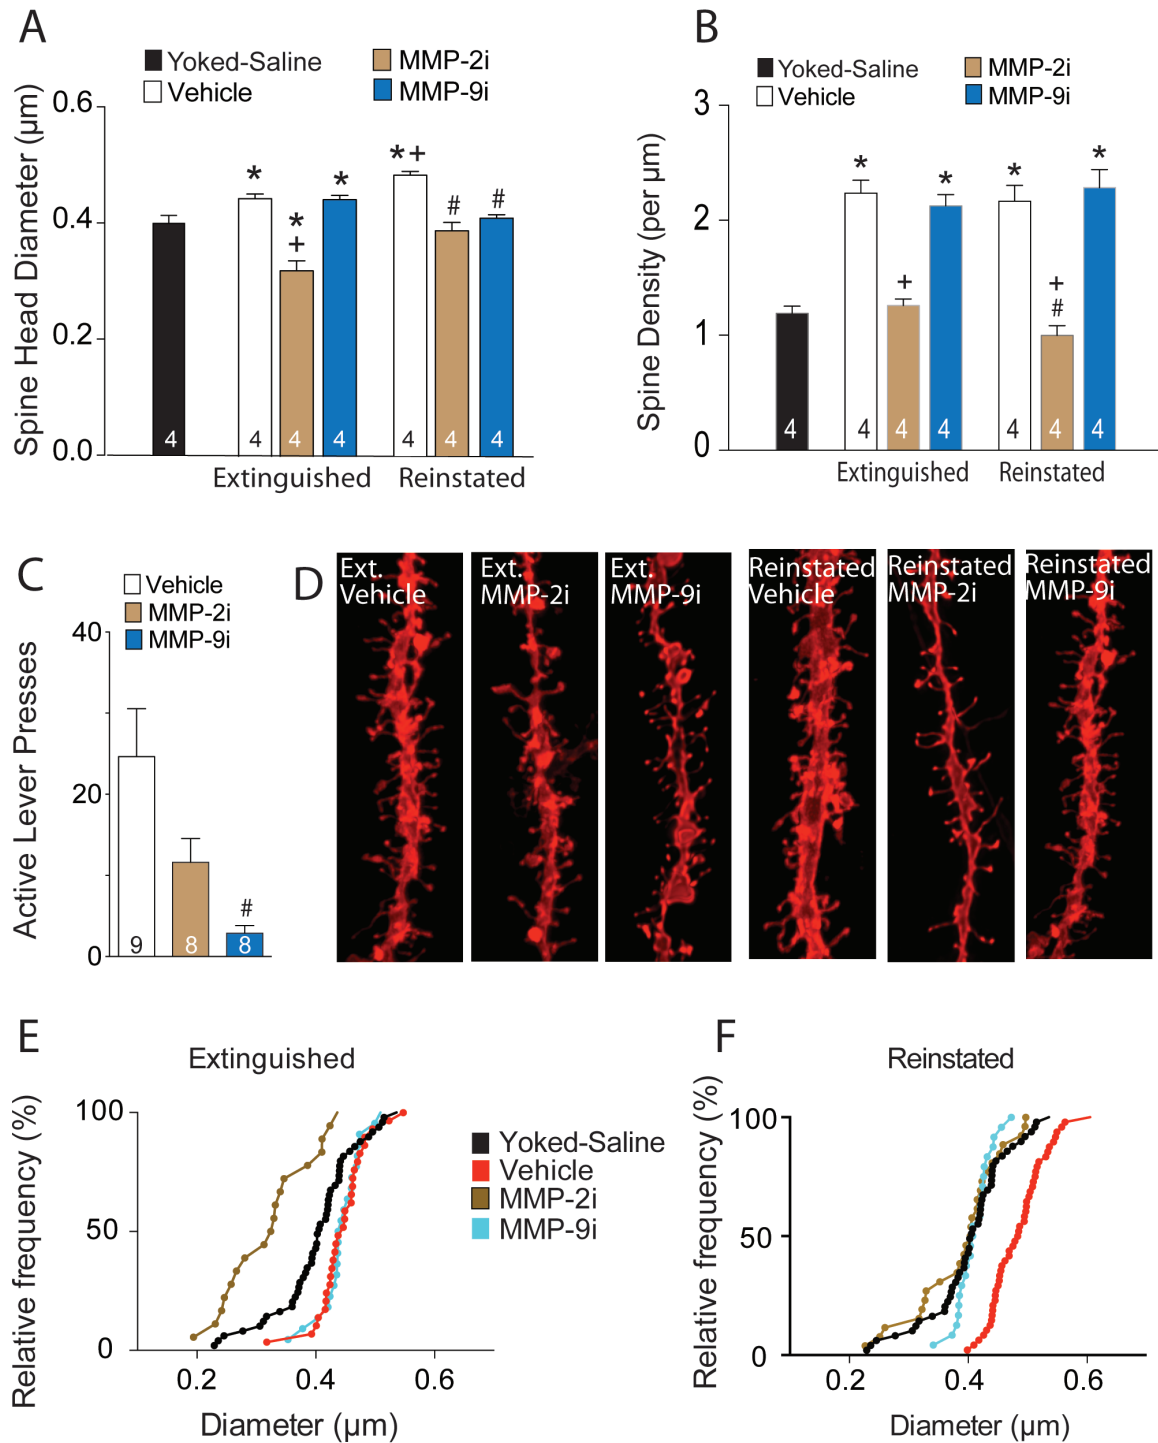 A
Yoked-Saline
Vehicle
MMP-2i
MMP-9i
Spine Head Diameter (µm)
0.6
0.4
0.2
0.0
*
*
+
*
* +
#
#
4
4
4
4
4
4
4
Extinguished
Reinstated
B
Yoked-Saline
Vehicle
MMP-2i
MMP-9i
Spine Density (per µm)
3
2
1
0
*
+
*
*
+
#
*
4
4
4
4
4
4
4
Extinguished
Reinstated
C
Vehicle
MMP-2i
MMP-9i
Active Lever Presses
40
20
0
#
9
8
8
D
Ext.
Vehicle
Ext.
MMP-2i
Ext.
MMP-9i
Reinstated
Vehicle
Reinstated
MMP-2i
Reinstated
MMP-9i
E
Extinguished
Relative frequency (%)
100
50
0
0.2
0.4
0.6
Diameter (µm)
Yoked-Saline
Vehicle
MMP-2i
MMP-9i
F
Reinstated
Relative frequency (%)
100
50
0
0.2
0.4
0.6
Diameter (µm)